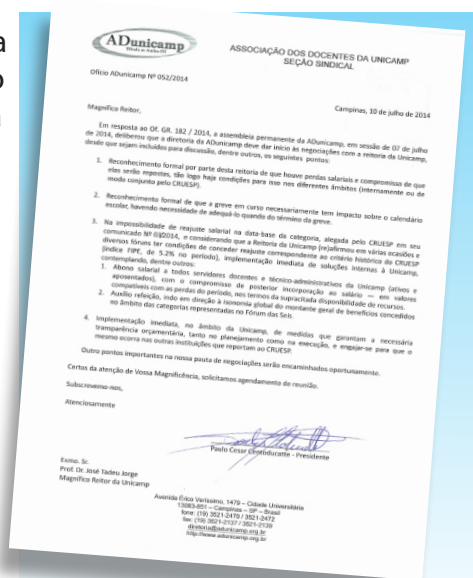 a
o
ADunicamp
ASSOCIAÇÃO DOS DOCENTES DA UNICAMP
SEÇÃO SINDICAL
Ofício ADunicamp Nº 052/2014
Campinas, 10 de julho de 2014
Magnífico Reitor,
Em resposta ao Of. GR. 182 / 2014, a assembleia permanente da ADunicamp, em sessão de 07 de julho
de 2014, deliberou que a diretoria da ADunicamp deve dar início às negociações com a reitoria da Unicamp,
desde que sejam incluídos para discussão, dentre outros, os seguintes pontos:
1. Reconhecimento formal por parte desta reitoria de que houve perdas salariais e compromisso de que
elas serão repostas, tão logo haja condições para isso nos diferentes âmbitos (internamente ou de
modo conjunto pelo CRUESP).
2. Reconhecimento formal de que a greve em curso necessariamente tem impacto sobre o calendário
escolar, havendo necessidade de adequá-lo quando do término da greve.
3. Na impossibilidade de reajuste salarial na data-base da categoria, alegada pelo CRUESP em seu
comunicado Nº 03/2014, e considerando que a Reitoria da Unicamp (re)afirmou em várias ocasiões e
diversos fóruns ter condições de conceder reajuste correspondente ao critério histórico do CRUESP
(índice FIPE, de 5.2% no período), implementação imediata de soluções internas à Unicamp,
contemplando, dentre outros:
1. Abono salarial a todos servidores docentes e técnico-administrativos da Unicamp (ativos e
aposentados), com o compromisso de posterior incorporação ao salário — em valores
compatíveis com as perdas do período, nos termos da supracitada disponibilidade de recursos.
2. Auxílio refeição, indo em direção à isonomia global do montante geral de benefícios concedidos
no âmbito das categorias representadas no Fórum das Seis.
4. Implementação imediata, no âmbito da Unicamp, de medidas que garantam a necessária
transparência orçamentária, tanto no planejamento como na execução, e engajar-se para que o
mesmo ocorra nas outras instituições que reportam ao CRUESP.
Outro pontos importantes na nossa pauta de negociações serão encaminhados oportunamente.
Certos da atenção de Vossa Magnificência, solicitamos agendamento de reunião.
Subscrevemo-nos,
Atenciosamente
Paulo Cesar Centoducatte - Presidente
Exmo. Sr.
Prof. Dr. José Tadeu Jorge
Magnífico Reitor da Unicamp
Avenida Érico Veríssimo, 1479 – Cidade Universitária
13083-851 – Campinas – SP – Brasil
fone: (19) 3521-2470 / 3521-2472
fax: (19) 3521-2137 / 3521-2139
diretoria@adunicamp.org.br
http://www.adunicamp.org.br